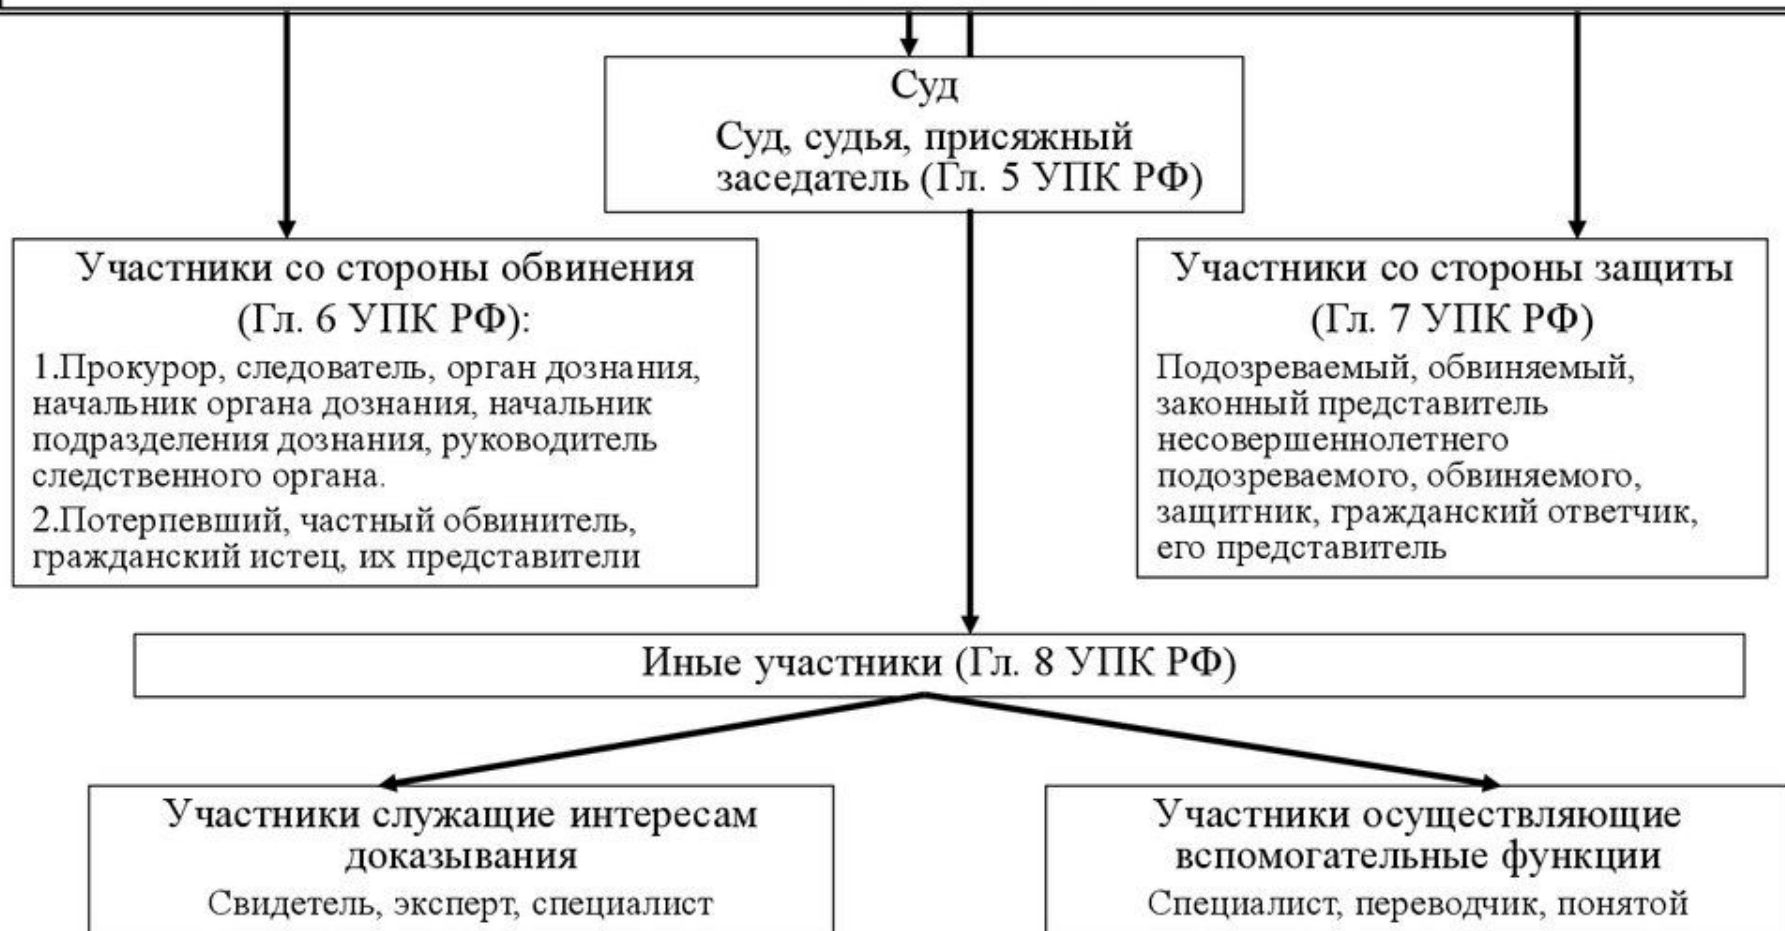 Суд
Суд, судья, присяжный
заседатель (Гл. 5 УПК РФ)
Участники со стороны обвинения
(Гл. 6 УПК РФ):
1.Прокурор, следователь, орган дознания,
начальник органа дознания, начальник
подразделения дознания, руководитель
следственного органа.
2.Потерпевший, частный обвинитель,
гражданский истец, их представители
Участники со стороны защиты
(Гл. 7 УПК РФ)
Подозреваемый, обвиняемый,
законный представитель
несовершеннолетнего
подозреваемого, обвиняемого,
защитник, гражданский ответчик,
его представитель
Иные участники (Гл. 8 УПК РФ)
Участники служащие интересам
доказывания
Свидетель, эксперт, специалист
Участники осуществляющие
вспомогательные функции
Специалист, переводчик, понятой